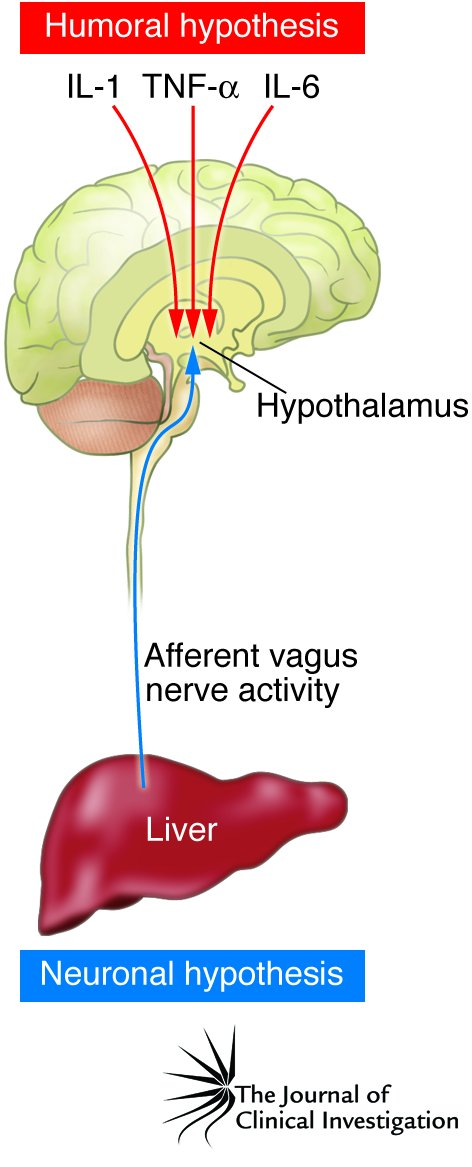 Humoral hypothesis
IL-1 TNF-α IL-6
Hypothalamus
Afferent vagus
nerve activity
Liver
Neuronal hypothesis
The Journal of
Clinical Investigation